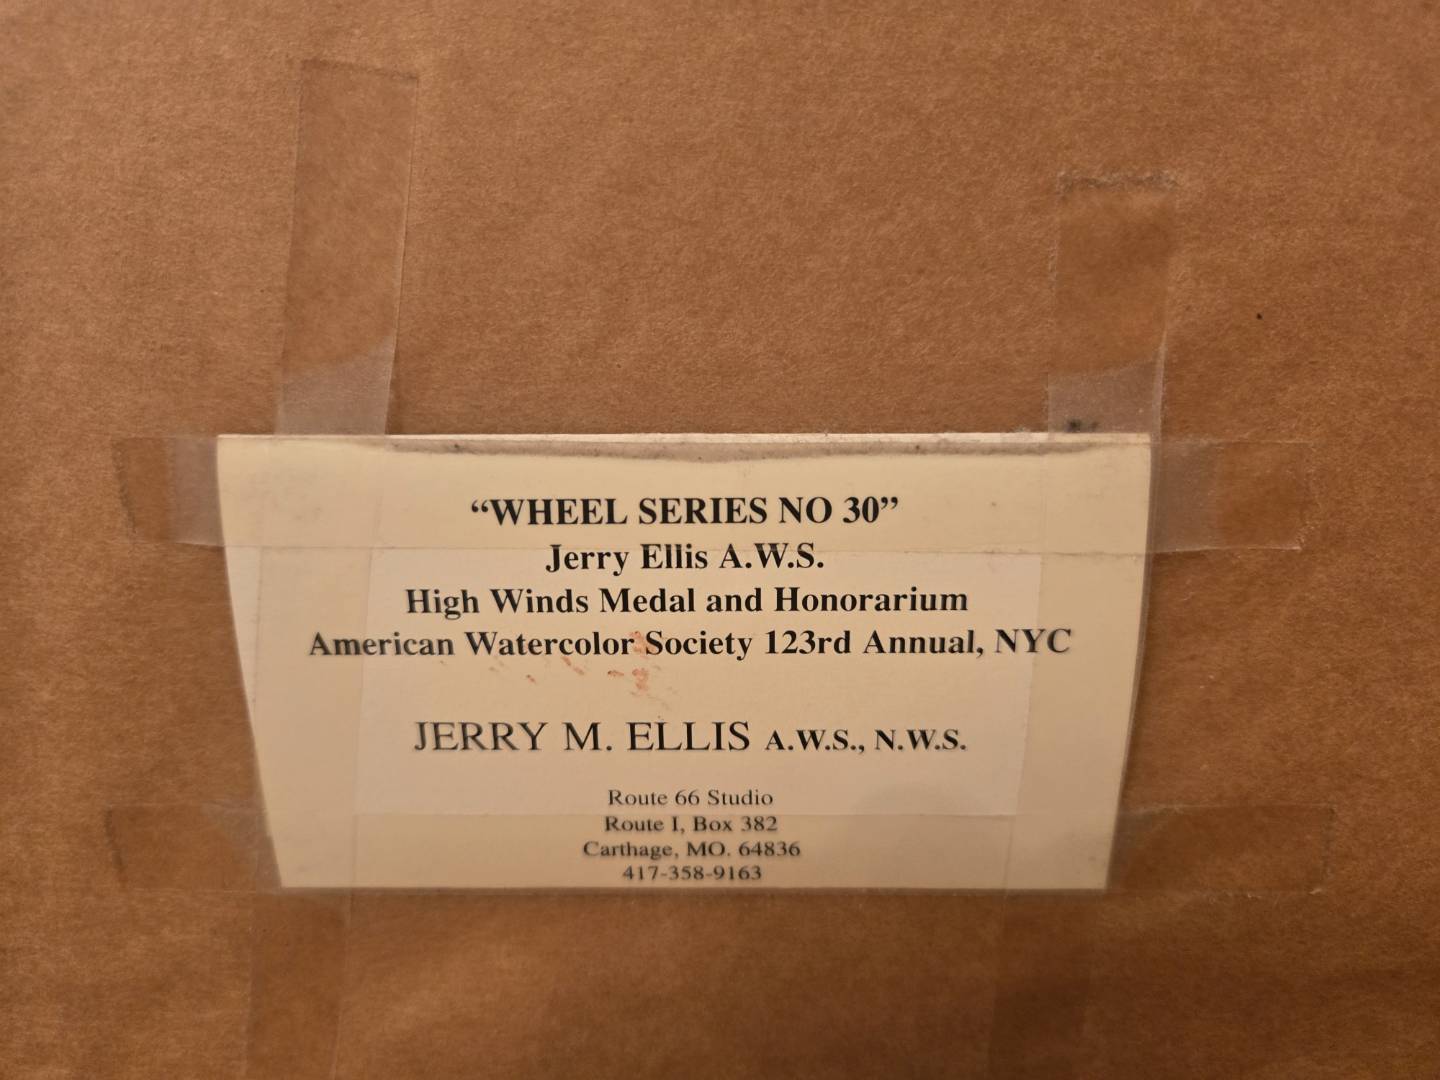 “WHEEL SERIES NO 30”
Jerry Ellis A.W.S.
High Winds Medal and Honorarium
American Watercolor Society 123rd Annual, NYC
JERRY M. ELLIS A.W.S., N.W.S.
Route 66 Studio
Route I, Box 382
Carthage, MO. 64836
417-358-9163